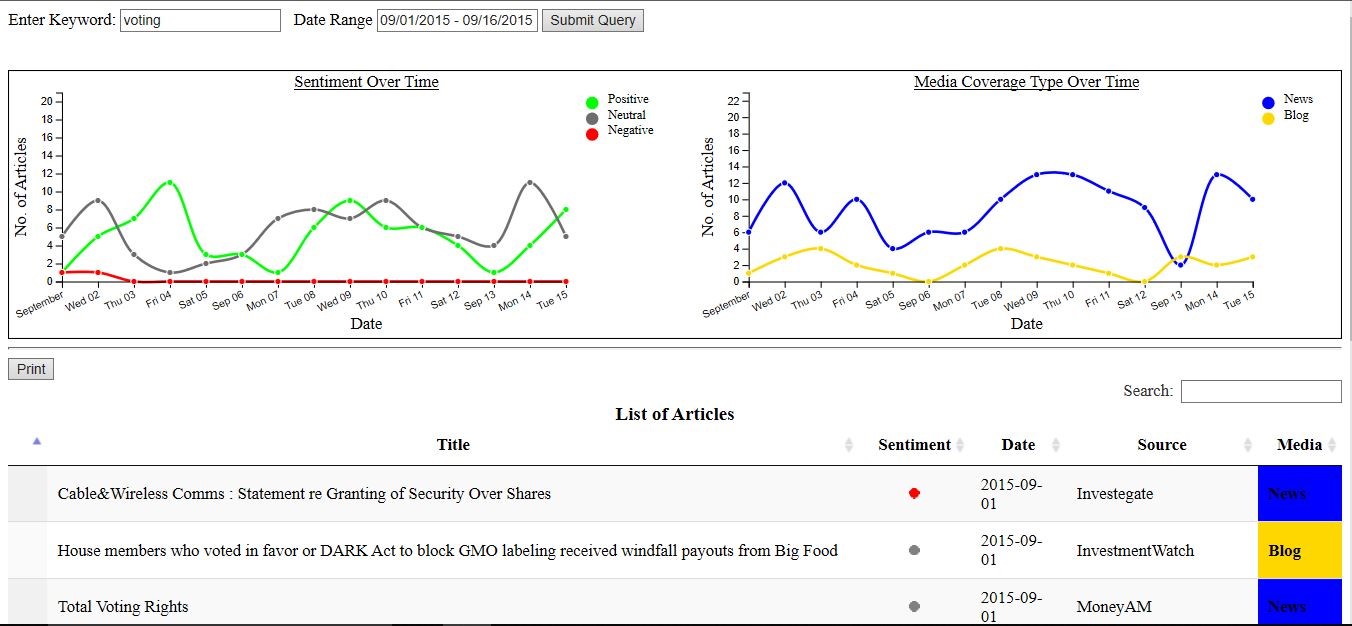 Enter Keyword: voting Date Range 09/01/2015 - 09/16/2015 Submit Query
Sentiment Over Time
No. of Articles
20
18
16
14
12
10
8
6
4
2
0
September
Wed 02
Thu 03
Fri 04
Sat 05
Sep 06
Mon 07
Tue 08
Wed 09
Thu 10
Fri 11
Sat 12
Sep 13
Mon 14
Tue 15
Date
Positive
Neutral
Negative
Media Coverage Type Over Time
No. of Articles
22
20
18
16
14
12
10
8
6
4
2
0
September
Wed 02
Thu 03
Fri 04
Sat 05
Sep 06
Mon 07
Tue 08
Wed 09
Thu 10
Fri 11
Sat 12
Sep 13
Mon 14
Tue 15
Date
News
Blog
Print
Search:
List of Articles
Title Sentiment Date Source Media
Cable&Wireless Comms : Statement re Granting of Security Over Shares 2015-09-01 Investegate News
House members who voted in favor or DARK Act to block GMO labeling received windfall payouts from Big Food 2015-09-01 InvestmentWatch Blog
Total Voting Rights 2015-09-01 MoneyAM News